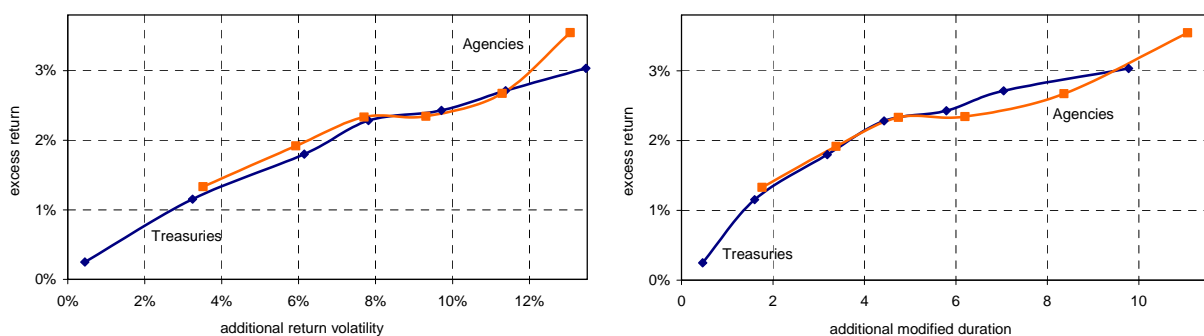 excess return
3%
2%
1%
0%
Agencies
Treasuries
0% 2% 4% 6% 8% 10% 12%
additional return volatility
excess return
3%
2%
1%
0%
Agencies
Treasuries
0 2 4 6 8 10
additional modified duration